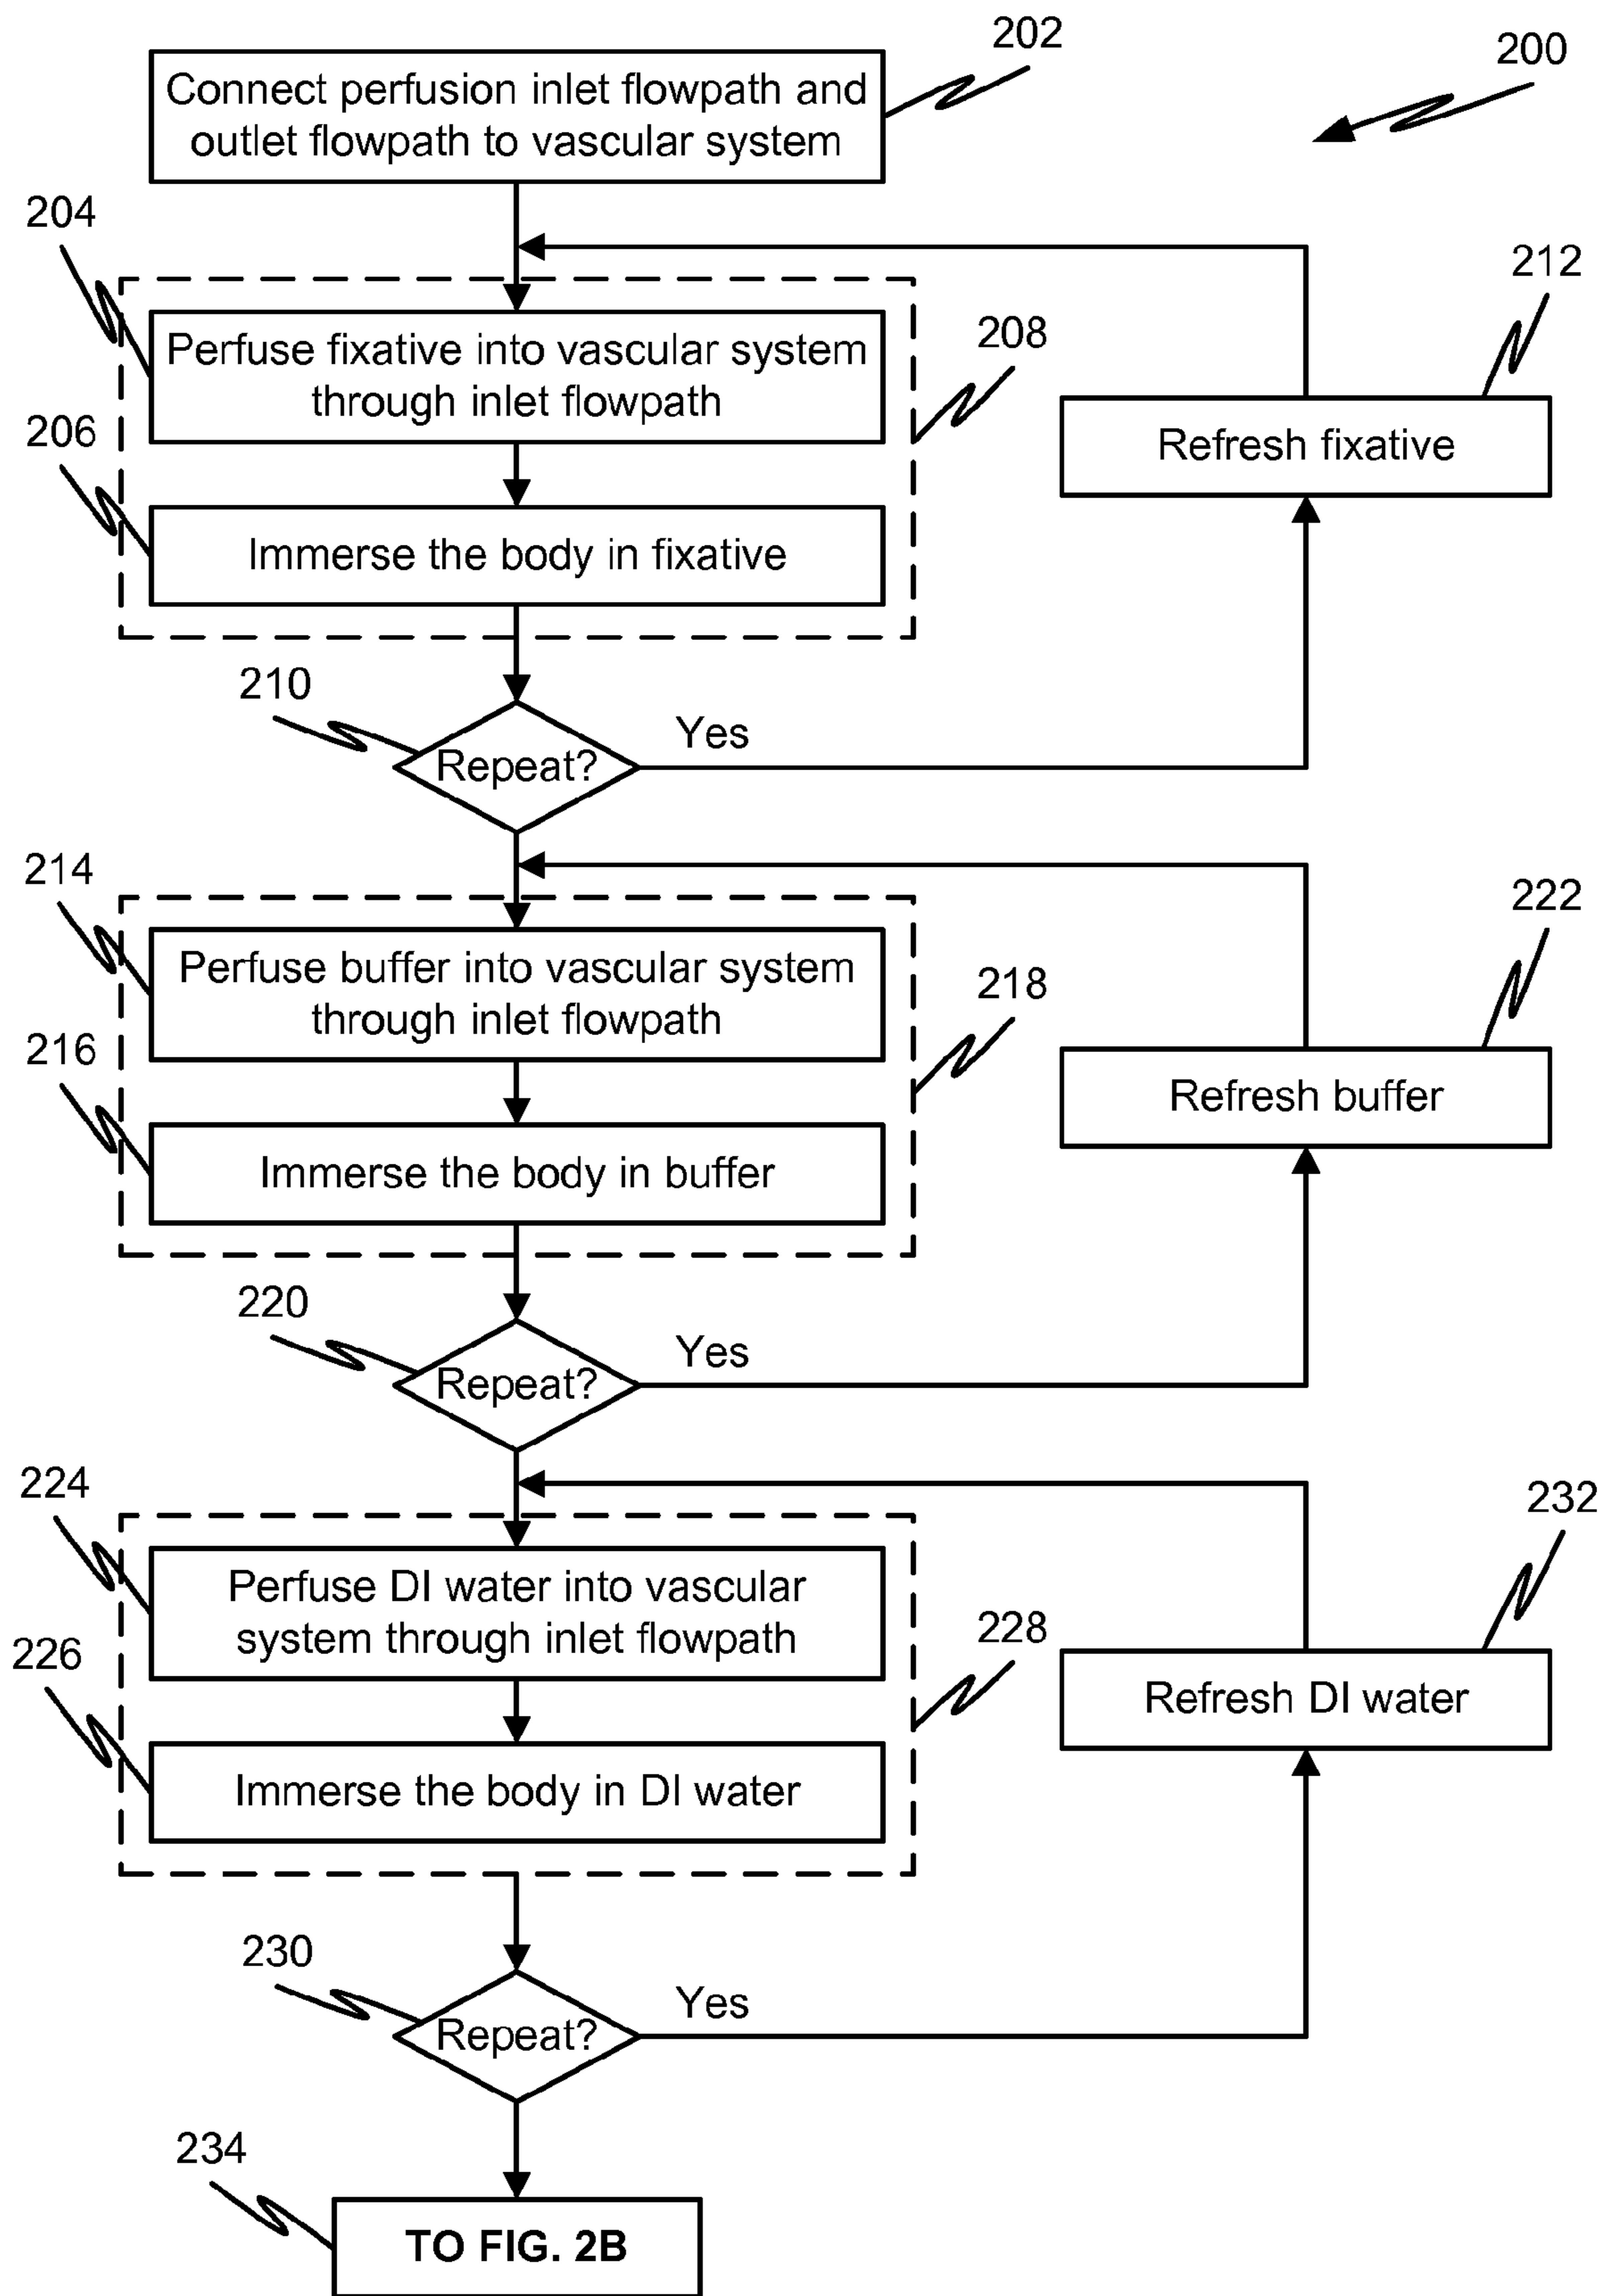 202
200
Connect perfusion inlet flowpath and
outlet flowpath to vascular system
204
212
Perfuse fixative into vascular system
through inlet flowpath
208
206
Refresh fixative
Immerse the body in fixative
210
Yes
Repeat?
214
222
Perfuse buffer into vascular system
through inlet flowpath
218
216
Refresh buffer
Immerse the body in buffer
220
Yes
Repeat?
224
232
Perfuse DI water into vascular
system through inlet flowpath
228
226
Refresh DI water
Immerse the body in DI water
230
Yes
Repeat?
234
TO FIG. 2B